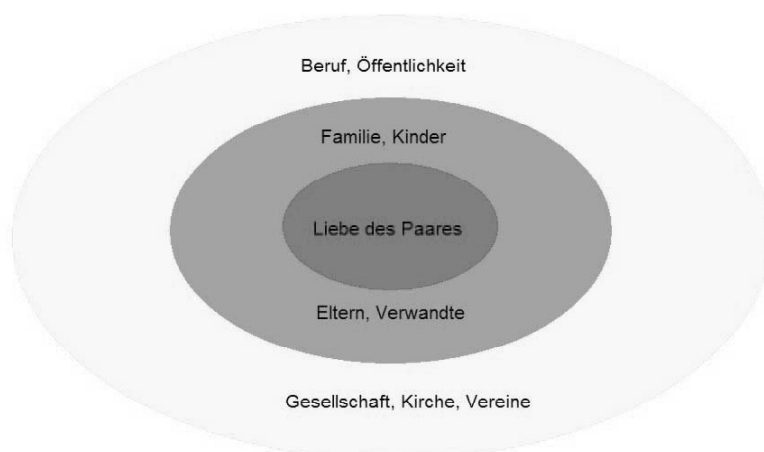 Beruf, Öffentlichkeit
Familie, Kinder
Liebe des Paares
Eltern, Verwandte
Gesellschaft, Kirche, Vereine